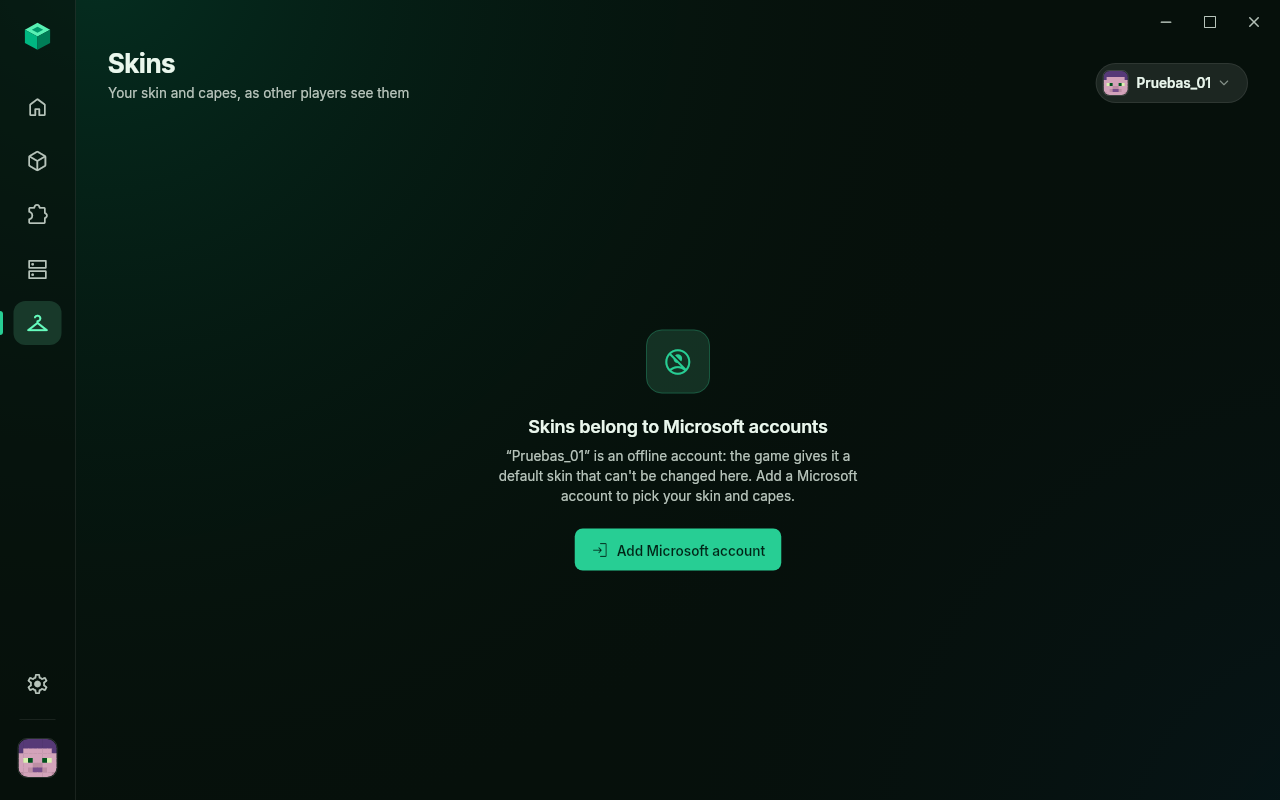 Skins
Your skin and capes, as other players see them
Pruebas_01
Skins belong to Microsoft accounts
“Pruebas_01” is an offline account: the game gives it a
default skin that can't be changed here. Add a Microsoft
account to pick your skin and capes.
Add Microsoft account